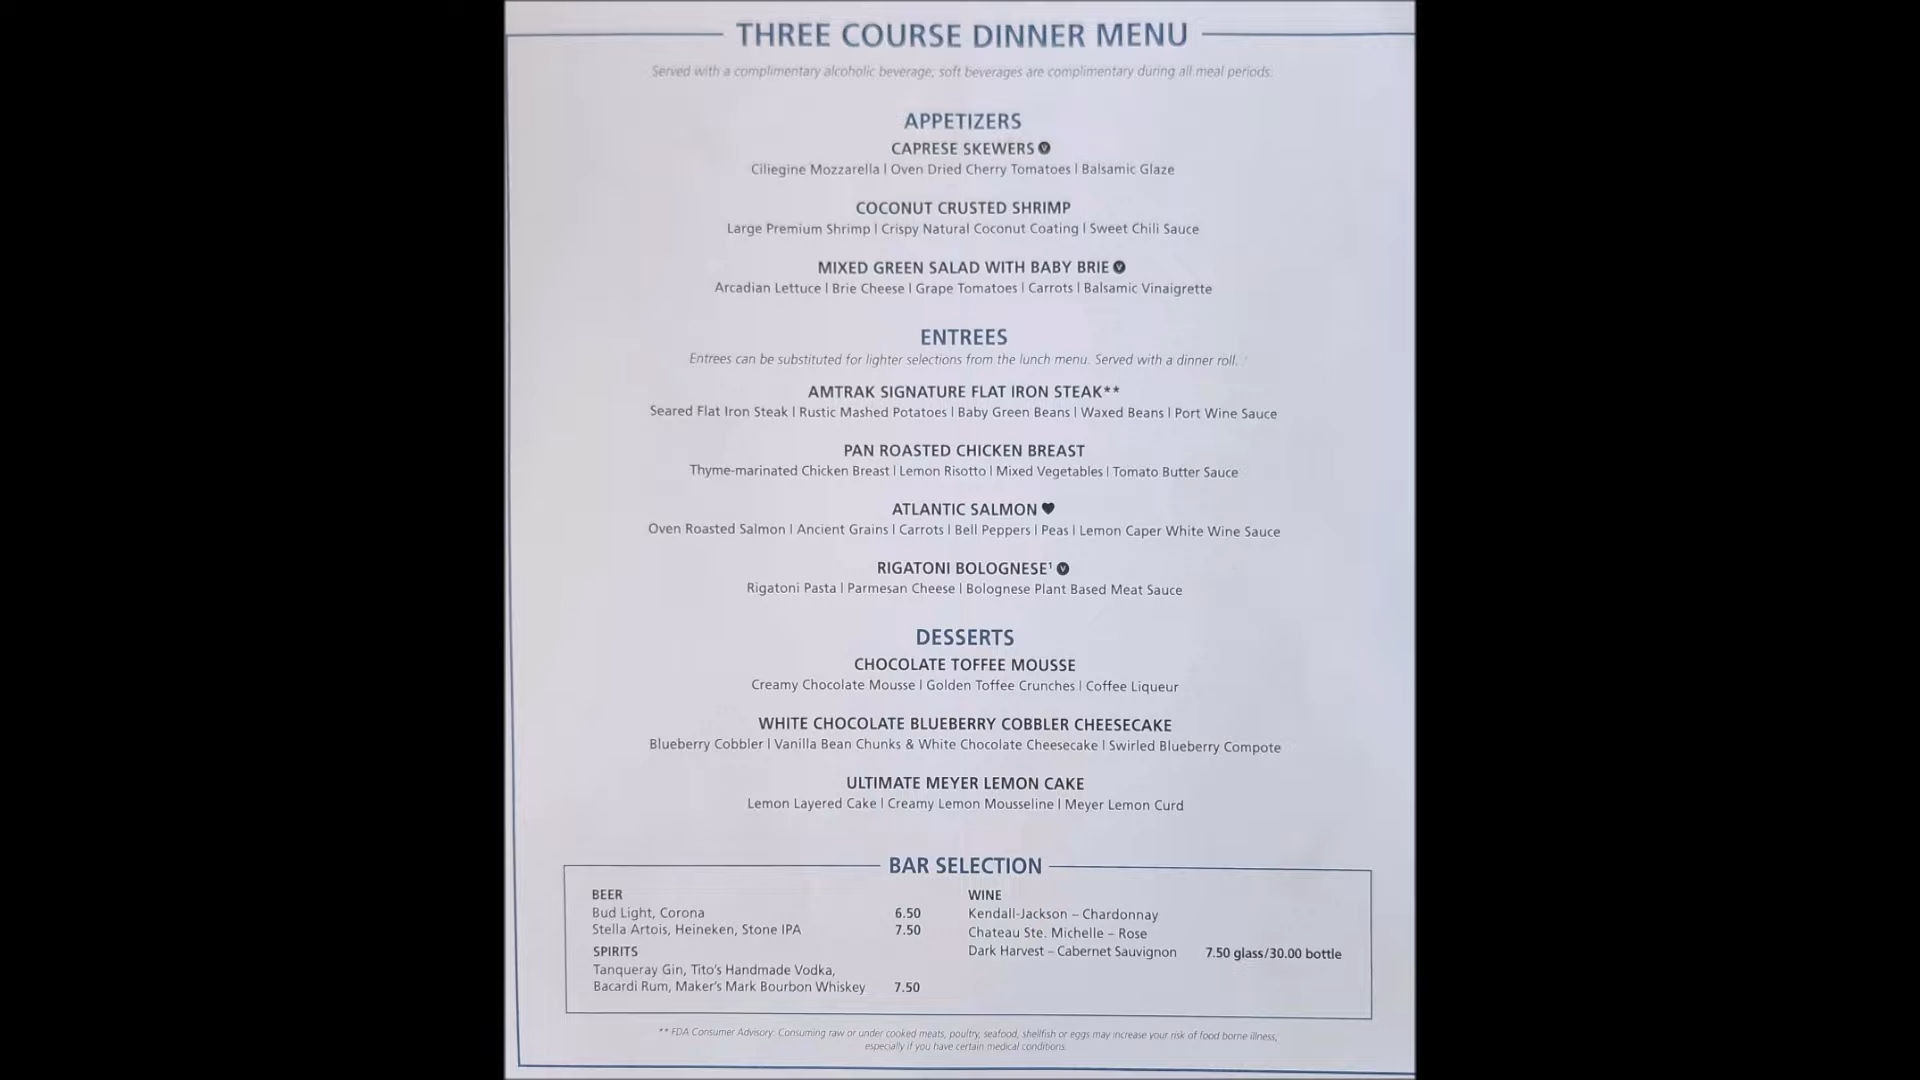 THREE COURSE DINNER MENU
Served with a complimentary alcoholic beverage; soft beverages are complimentary during all meal periods.
APPETIZERS
CAPRESE SKEWERS V
Ciliegine Mozzarella | Oven Dried Cherry Tomatoes | Balsamic Glaze
COCONUT CRUSTED SHRIMP
Large Premium Shrimp | Crispy Natural Coconut Coating | Sweet Chili Sauce
MIXED GREEN SALAD WITH BABY BRIE V
Arcadian Lettuce | Brie Cheese | Grape Tomatoes | Carrots | Balsamic Vinaigrette
ENTREES
Entrees can be substituted for lighter selections from the lunch menu. Served with a dinner roll.
AMTRAK SIGNATURE FLAT IRON STEAK**
Seared Flat Iron Steak | Rustic Mashed Potatoes | Baby Green Beans | Waxed Beans | Port Wine Sauce
PAN ROASTED CHICKEN BREAST
Thyme-marinated Chicken Breast | Lemon Risotto | Mixed Vegetables | Tomato Butter Sauce
ATLANTIC SALMON ♥
Oven Roasted Salmon | Ancient Grains | Carrots | Bell Peppers | Peas | Lemon Caper White Wine Sauce
RIGATONI BOLOGNESE¹ V
Rigatoni Pasta | Parmesan Cheese | Bolognese Plant Based Meat Sauce
DESSERTS
CHOCOLATE TOFFEE MOUSSE
Creamy Chocolate Mousse | Golden Toffee Crunches | Coffee Liqueur
WHITE CHOCOLATE BLUEBERRY COBBLER CHEESECAKE
Blueberry Cobbler | Vanilla Bean Chunks & White Chocolate Cheesecake | Swirled Blueberry Compote
ULTIMATE MEYER LEMON CAKE
Lemon Layered Cake | Creamy Lemon Mousseline | Meyer Lemon Curd
BAR SELECTION
BEER
Bud Light, Corona 6.50
Stella Artois, Heineken, Stone IPA 7.50
SPIRITS
Tanqueray Gin, Tito's Handmade Vodka,
Bacardi Rum, Maker's Mark Bourbon Whiskey 7.50
WINE
Kendall-Jackson – Chardonnay
Chateau Ste. Michelle – Rose
Dark Harvest – Cabernet Sauvignon 7.50 glass/30.00 bottle
** FDA Consumer Advisory: Consuming raw or under cooked meats, poultry, seafood, shellfish or eggs may increase your risk of food borne illness,
especially if you have certain medical conditions.